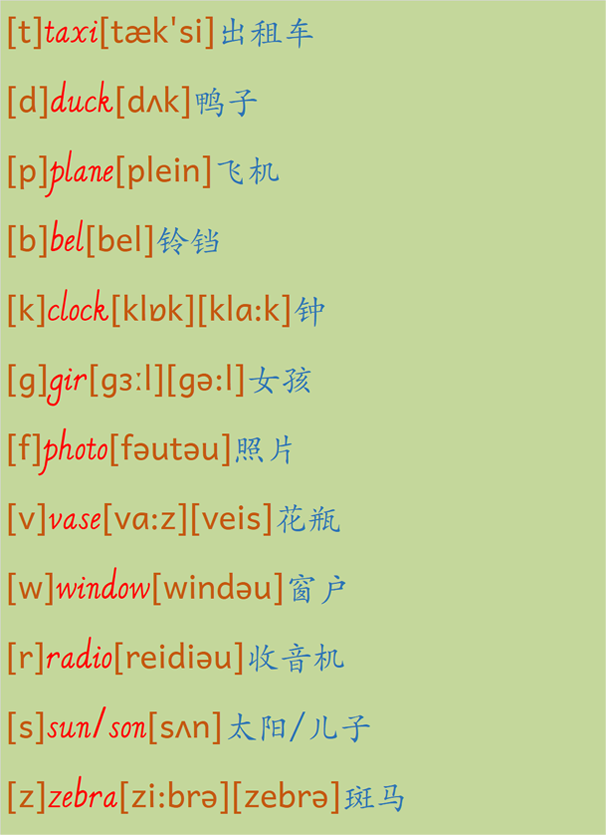 [t]taxi[tæk'si]出租车
[d]duck[dʌk]鸭子
[p]plane[plein]飞机
[b]bel[bel]铃铛
[k]clock[klɒk][klɑ:k]钟
[g]gir[gɜːl][gə:l]女孩
[f]photo[fəutəu]照片
[v]vase[vɑ:z][veis]花瓶
[w]window[windəu]窗户
[r]radio[reidiəu]收音机
[s]sun/son[sʌn]太阳/儿子
[z]zebra[zi:brə][zebrə]斑马